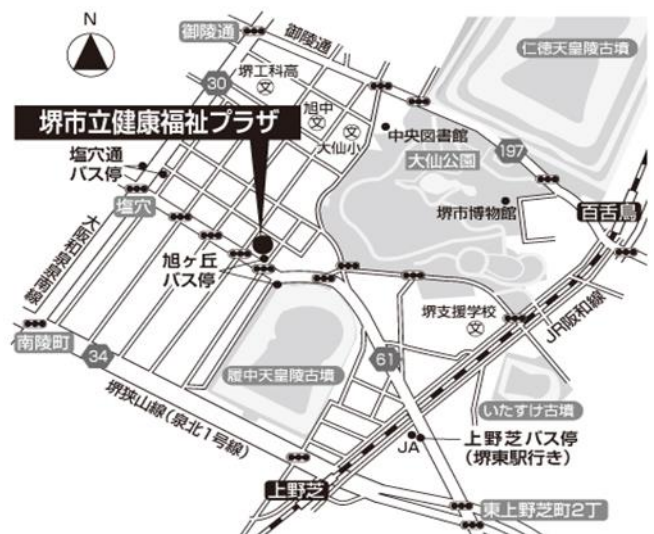 N
御陵通
御陵通
仁徳天皇陵古墳
堺工科高
文
30
旭中
文
大仙小
文
中央図書館
大仙公園
197
堺市立健康福祉プラザ
塩穴通
バス停
塩穴
堺市博物館
百舌鳥
大阪和泉泉南線
旭ヶ丘
バス停
JR阪和線
堺支援学校
文
南陵町
34
履中天皇陵古墳
61
いたすけ古墳
堺狭山線(泉北1号線)
JA
上野芝バス停
(堺東駅行き)
上野芝
東上野芝町2丁